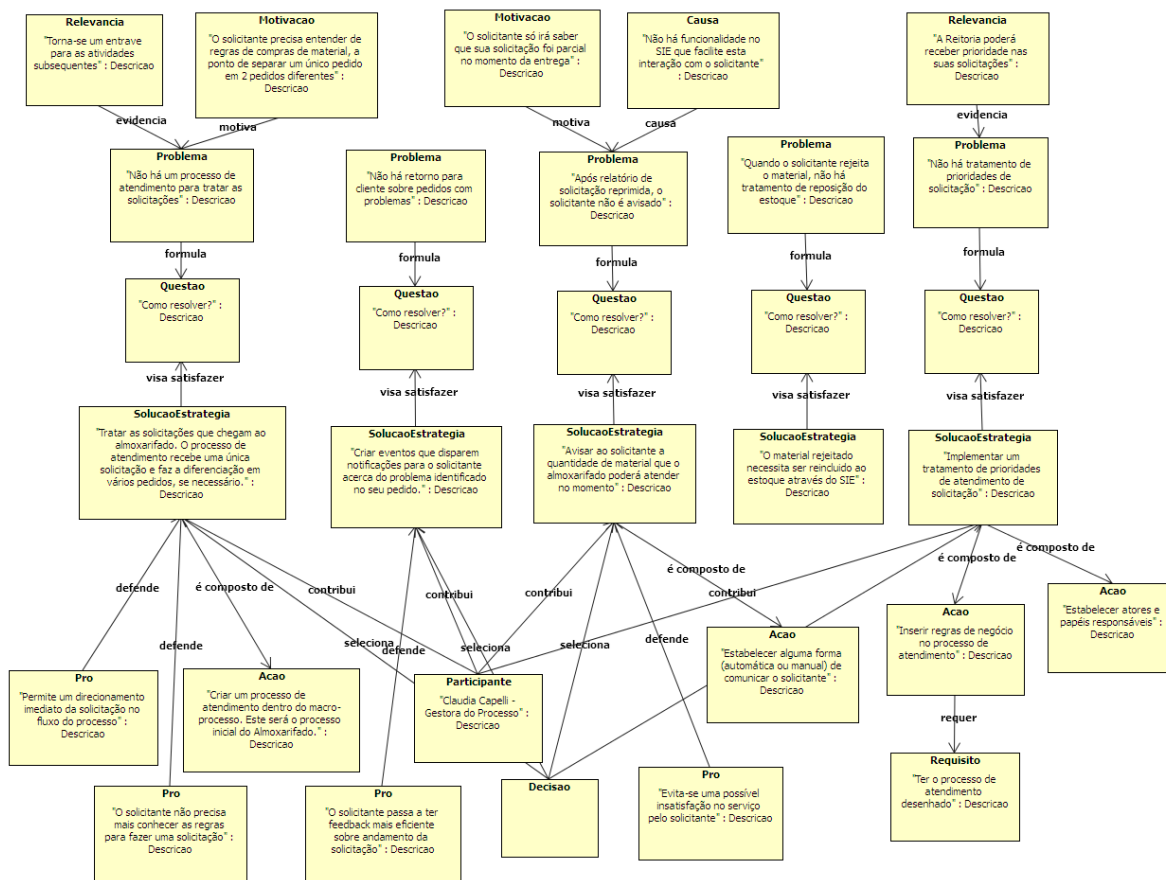 Relevancia
"Torna-se um entrave
para as atividades
subsequentes" : Descricao
Motivacao
"O solicitante precisa entender de
regras de compras de material, a
ponto de separar um único pedido
em 2 pedidos diferentes" :
Descricao
Motivacao
"O solicitante só irá saber
que sua solicitação foi parcial
no momento da entrega" :
Descricao
Causa
"Não há funcionalidade no
SIE que facilite esta
interação com o solicitante"
: Descricao
Relevancia
"A Reitoria poderá
receber prioridade nas
suas solicitações" :
Descricao
evidencia
motiva
motiva
causa
evidencia
Problema
"Não há um processo de
atendimento para tratar as
solicitações" : Descricao
Problema
"Não há retorno para
cliente sobre pedidos com
problemas" : Descricao
Problema
"Após relatório de
solicitação reprimida, o
solicitante não é avisado" :
Descricao
Problema
"Quando o solicitante rejeita
o material, não há
tratamento de reposição do
estoque" : Descricao
Problema
"Não há tratamento de
prioridades de
solicitação" : Descricao
formula
formula
formula
formula
formula
Questao
"Como resolver?" :
Descricao
Questao
"Como resolver?" :
Descricao
Questao
"Como resolver?" :
Descricao
Questao
"Como resolver?" :
Descricao
Questao
"Como resolver?" :
Descricao
visa satisfazer
visa satisfazer
visa satisfazer
visa satisfazer
visa satisfazer
SolucaoEstrategia
"Tratar as solicitações que chegam ao
almoxarifado. O processo de
atendimento recebe uma única
solicitação e faz a diferenciação em
vários pedidos, se necessário." :
Descricao
SolucaoEstrategia
"Criar eventos que disparem
notificações para o solicitante
acerca do problema identificado
no seu pedido." : Descricao
SolucaoEstrategia
"Avisar ao solicitante a
quantidade de material que o
almoxarifado poderá atender
no momento" : Descricao
SolucaoEstrategia
"O material rejeitado
necessita ser reincluido ao
estoque através do SIE"
: Descricao
SolucaoEstrategia
"Implementar um
tratamento de prioridades
de atendimento de
solicitação" : Descricao
defende
é composto de
contribui
contribui
contribui
é composto de
contribui
é composto de
é composto de
defende
seleciona
defende
seleciona
seleciona
defende
seleciona
Pro
"Permite um direcionamento
imediato da solicitação no
fluxo do processo" :
Descricao
Acao
"Criar um processo de
atendimento dentro do macro-
processo. Este será o processo
inicial do Almoxarifado." :
Descricao
Participante
"Claudia Capelli -
Gestora do Processo" :
Descricao
Acao
"Estabelecer alguma forma
(automática ou manual) de
comunicar o solicitante" :
Descricao
Acao
"Inserir regras de negócio
no processo de
atendimento" : Descricao
Acao
"Estabelecer atores e
papéis responsáveis" :
Descricao
requer
Pro
"O solicitante não precisa
mais conhecer as regras
para fazer uma solicitação" :
Descricao
Pro
"O solicitante passa a ter
feedback mais eficiente
sobre andamento da
solicitação" : Descricao
Decisao
Pro
"Evita-se uma possível
insatisfação no serviço
pelo solicitante" : Descricao
Requisito
"Ter o processo de
atendimento
desenhado" : Descricao